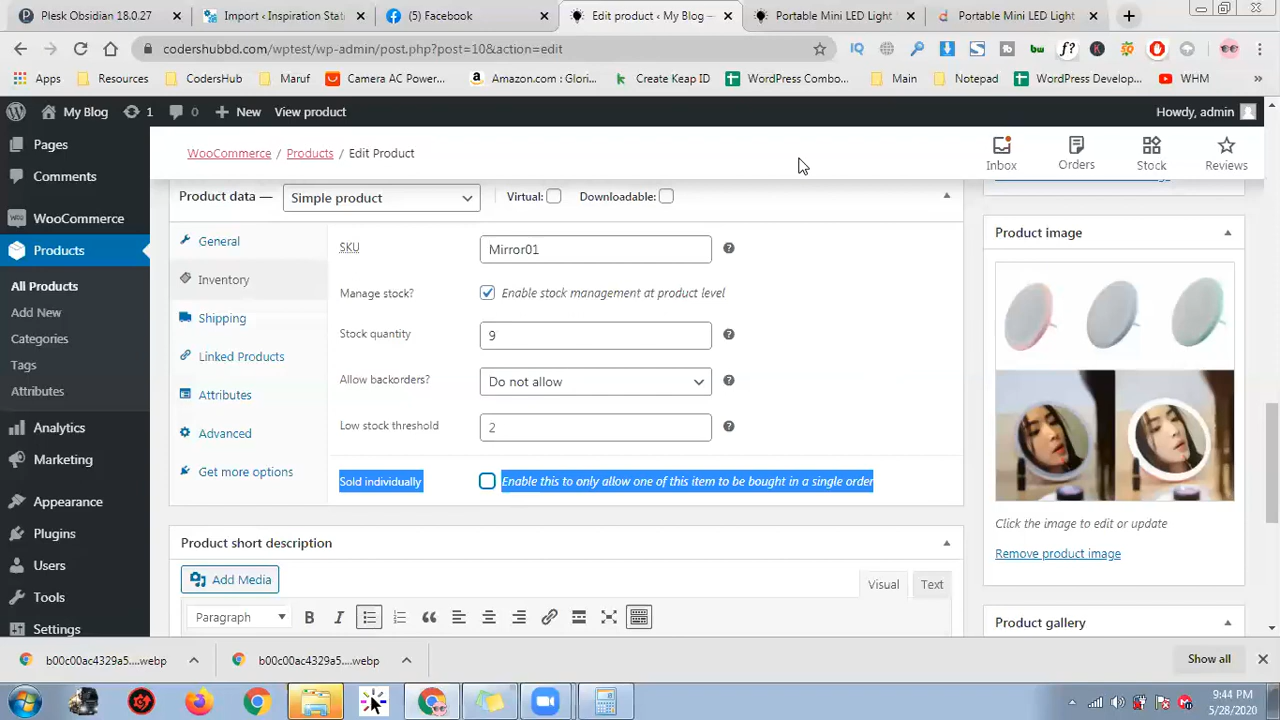 Plesk Obsidian 18.0.27
Import ‹ Inspiration Stati
(8) Facebook
Edit product ‹ My Blog —
Portable Mini LED Light
Portable Mini LED Light
codershubbd.com/wptest/wp-admin/post.php?post=10&action=edit
Apps
Resources
CodersHub
Maruf
Camera AC Powe...
Amazon.com : Glori...
Create Keap ID
WordPress Combo...
Main
Notepad
WordPress Develop...
WHM
My Blog
1
0
New
View product
Howdy, admin
Pages
Comments
WooCommerce
Products
All Products
Add New
Categories
Tags
Attributes
Analytics
Marketing
Appearance
Plugins
Users
Tools
Settings
WooCommerce / Products / Edit Product
Inbox
Orders
Stock
Reviews
Product data —
Simple product
Virtual:
Downloadable:
General
Inventory
Shipping
Linked Products
Attributes
Advanced
Get more options
SKU
Mirror01
Manage stock?
Enable stock management at product level
Stock quantity
9
Allow backorders?
Do not allow
Low stock threshold
2
Sold individually
Enable this to only allow one of this item to be bought in a single order
Product short description
Add Media
Visual
Text
Paragraph
Product image
Click the image to edit or update
Remove product image
Product gallery
b00c00ac4329a5....webp
b00c00ac4329a5....webp
Show all
9:44 PM
5/28/2020